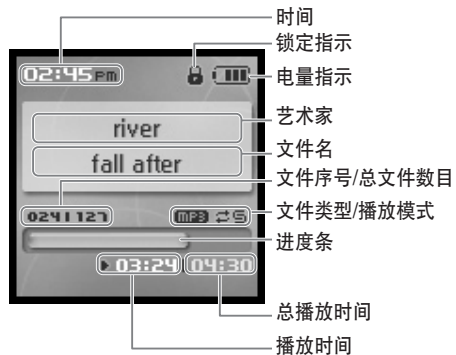 时间
锁定指示
02:45 PM
电量指示
艺术家
river
文件名
fall after
文件序号/总文件数目
024/127
MP3
文件类型/播放模式
进度条
03:24
04:30
总播放时间
播放时间